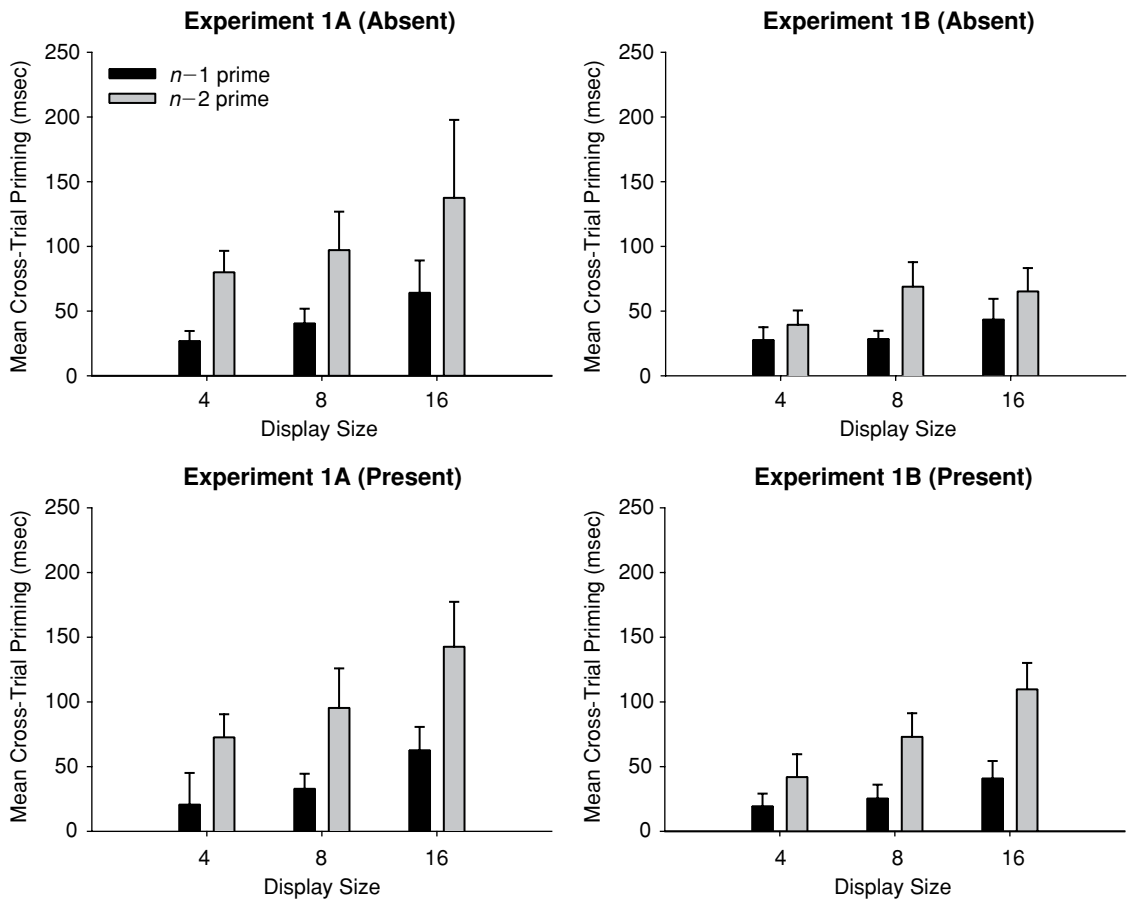 Experiment 1A (Absent)
Mean Cross-Trial Priming (msec)
250
200
150
100
50
0
n−1 prime
n−2 prime
4 8 16
Display Size
Experiment 1B (Absent)
Mean Cross-Trial Priming (msec)
250
200
150
100
50
0
4 8 16
Display Size
Experiment 1A (Present)
Mean Cross-Trial Priming (msec)
250
200
150
100
50
0
4 8 16
Display Size
Experiment 1B (Present)
Mean Cross-Trial Priming (msec)
250
200
150
100
50
0
4 8 16
Display Size